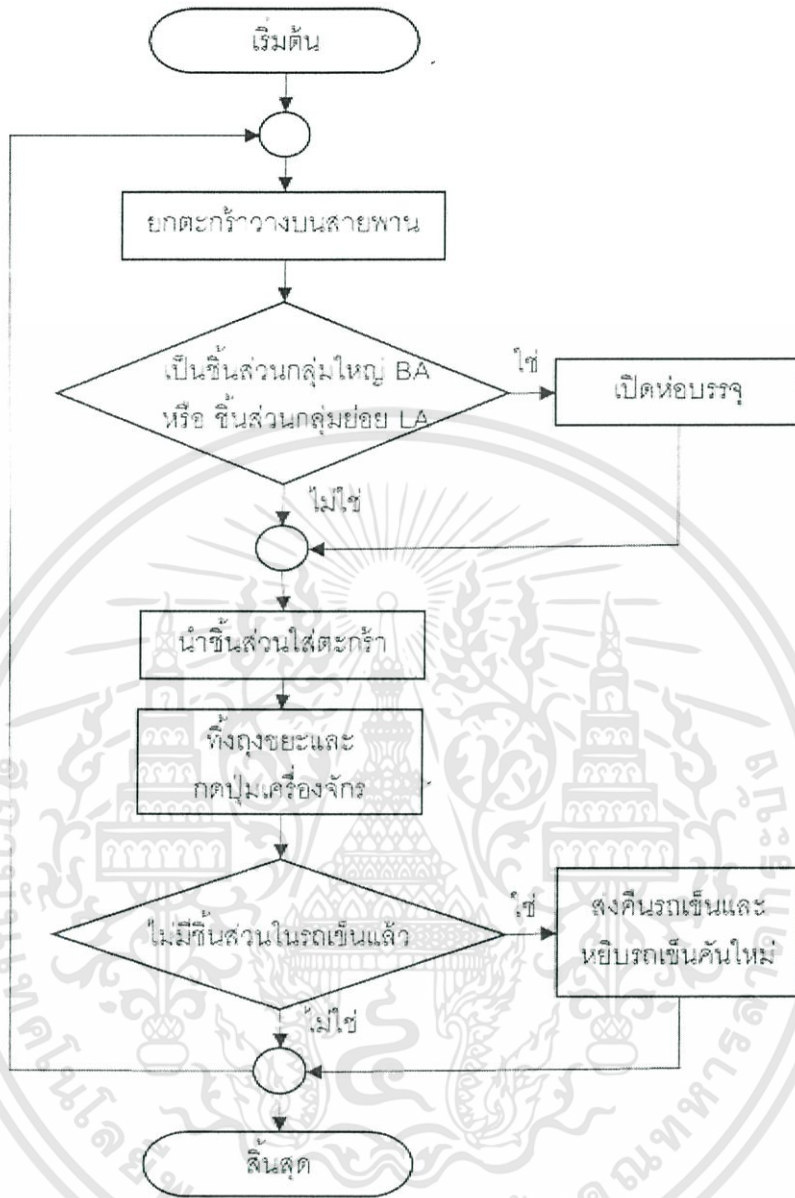 เริ่มต้น
ยกตะกร้าวางบนสายพาน
เป็นชิ้นส่วนกลุ่มใหญ่ BA
หรือ ชิ้นส่วนกลุ่มย่อย LA
ใช่
เปิดห่อบรรจุ
ไม่ใช่
นำชิ้นส่วนใส่ตะกร้า
ทิ้งถุงขยะและ
กดปุ่มเครื่องจักร
ไม่มีชิ้นส่วนในรถเข็นแล้ว
ใช่
ส่งคืนรถเข็นและ
หยิบรถเข็นคันใหม่
ไม่ใช่
สิ้นสุด